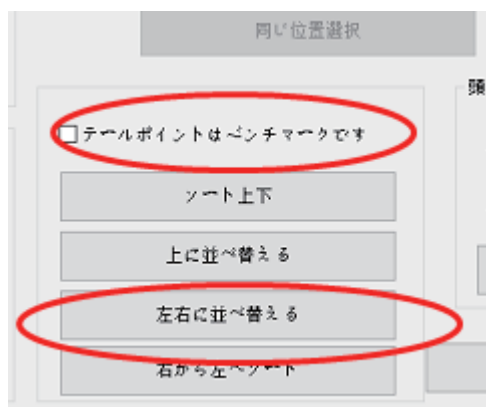 同じ位置選択
頭
テールポイントはベンチマークです
ソート上下
上に並べ替える
左右に並べ替える
右から左へソート